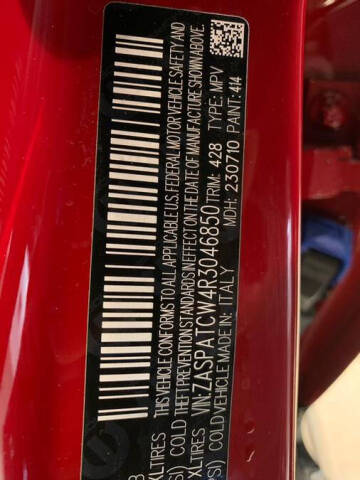 THIS VEHICLE CONFORMS TO ALL APPLICABLE U.S. FEDERAL MOTOR VEHICLE SAFETY AND
THEFT PREVENTION STANDARDS IN EFFECT ON THE DATE OF MANUFACTURE SHOWN ABOVE.
VIN: ZASPATCW4R3046850 TRIM: 428 TYPE: MPV
VEHICLE MADE IN: ITALY MDH: 230710 PAINT: 414
XLTIRES
SI) COLD
XLTIRES
SI) COLD